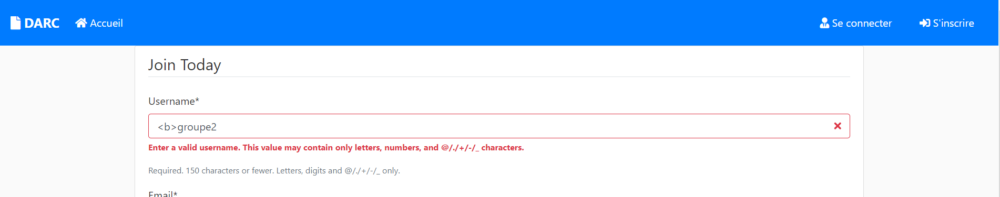 DARC Accueil Se connecter S'inscrire
Join Today
Username*
<b>groupe2
Enter a valid username. This value may contain only letters, numbers, and @/./+/-/_ characters.
Required. 150 characters or fewer. Letters, digits and @/./+/-/_ only.
Email*